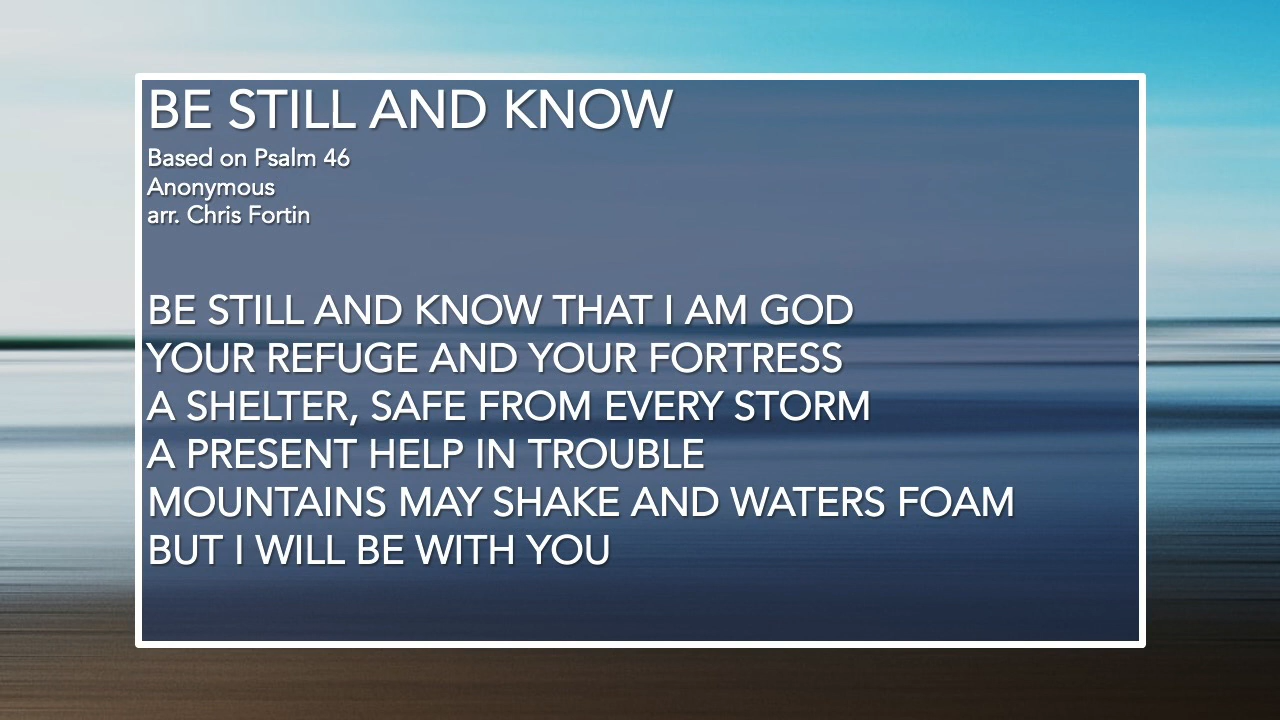 BE STILL AND KNOW
Based on Psalm 46
Anonymous
arr. Chris Fortin
BE STILL AND KNOW THAT I AM GOD
YOUR REFUGE AND YOUR FORTRESS
A SHELTER, SAFE FROM EVERY STORM
A PRESENT HELP IN TROUBLE
MOUNTAINS MAY SHAKE AND WATERS FOAM
BUT I WILL BE WITH YOU